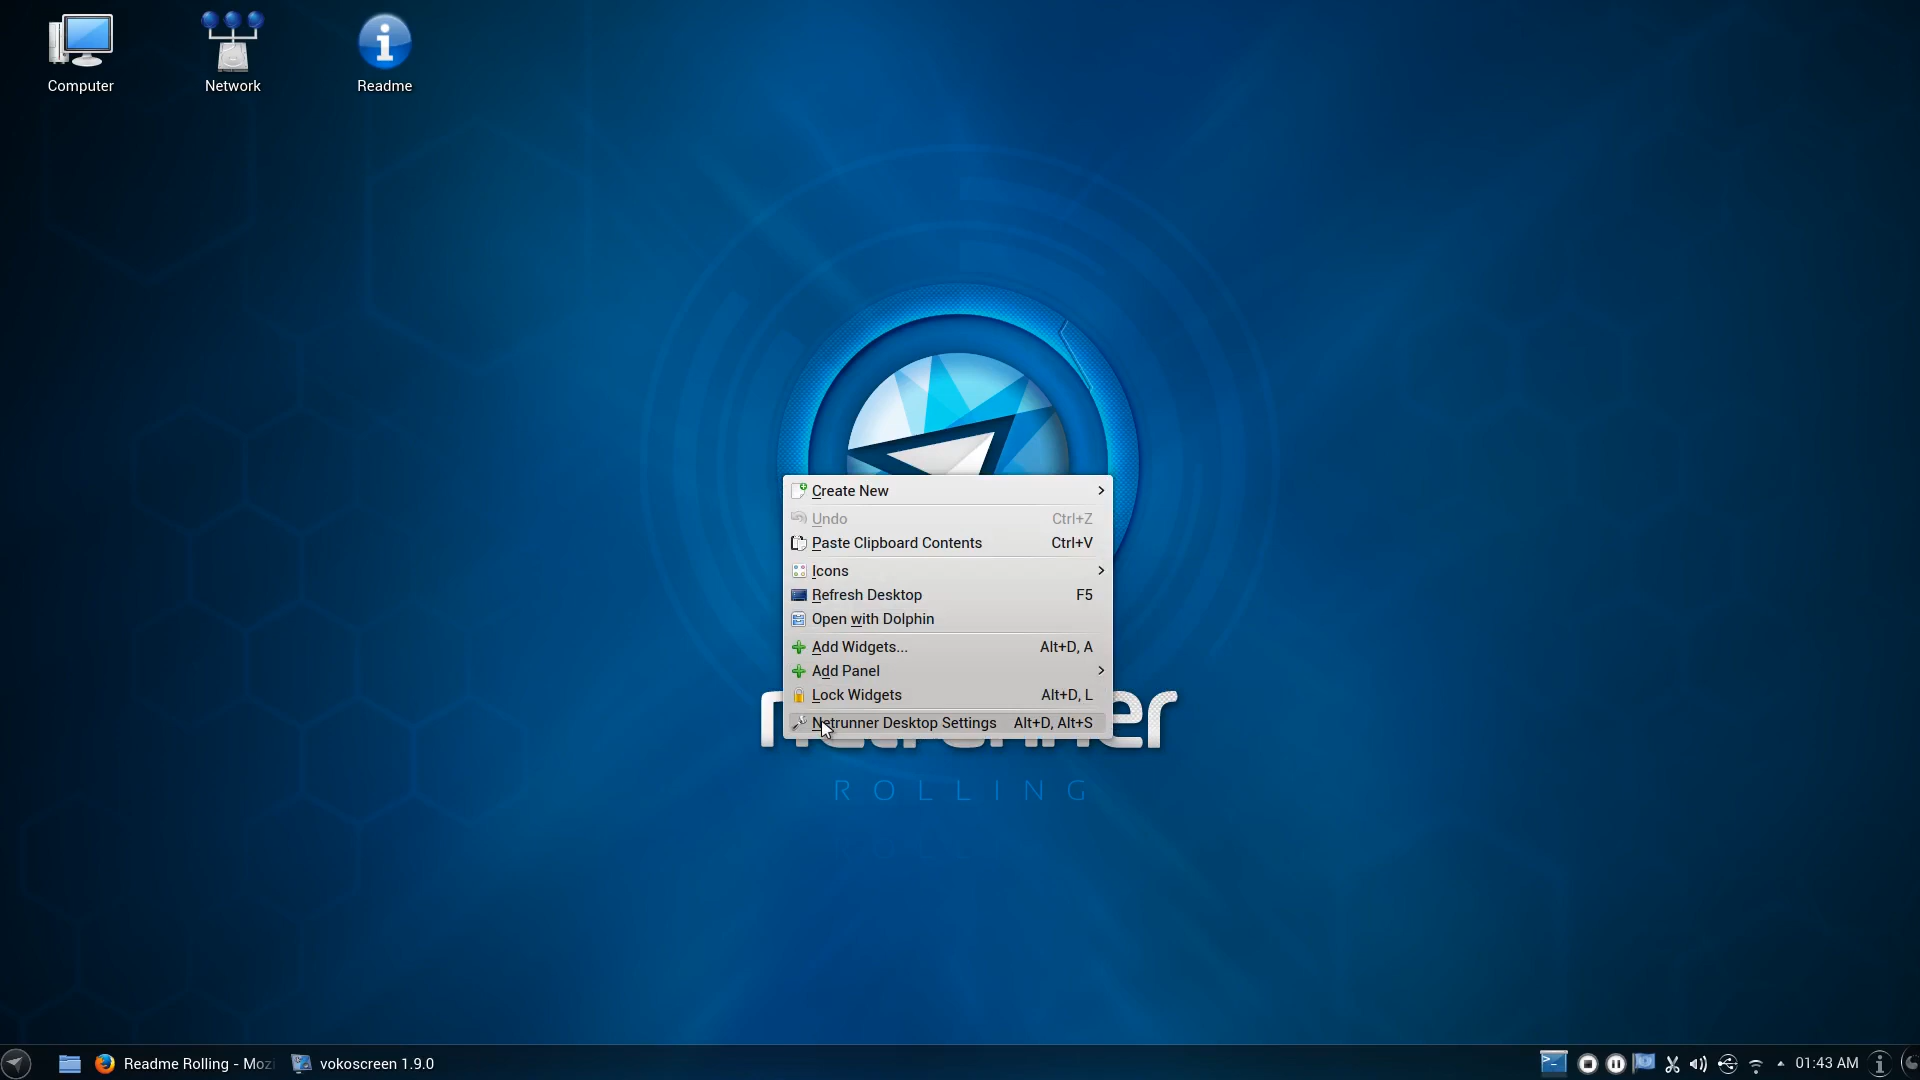 Computer
Network
Readme
Create New
Undo Ctrl+Z
Paste Clipboard Contents Ctrl+V
Icons
Refresh Desktop F5
Open with Dolphin
Add Widgets... Alt+D, A
Add Panel
Lock Widgets Alt+D, L
Netrunner Desktop Settings Alt+D, Alt+S
ROLLING
Readme Rolling - Mozi
vokoscreen 1.9.0
01:43 AM